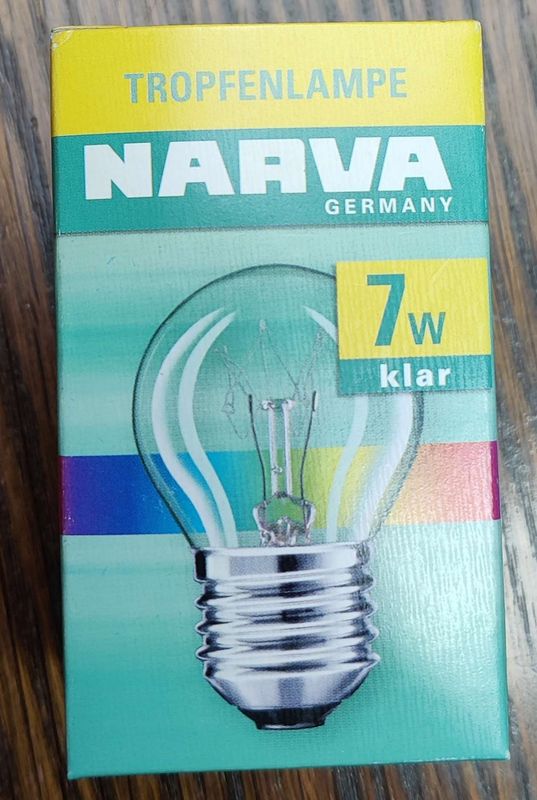 TROPFENLAMPE
NARVA
GERMANY
7W
klar